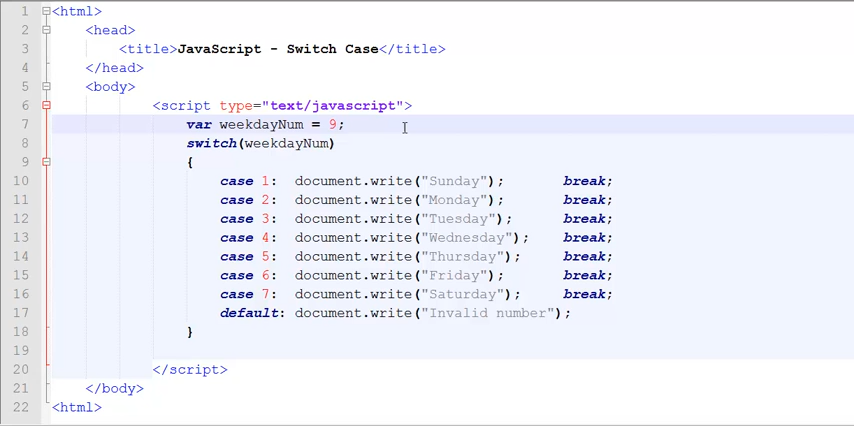 1 <html>
2 <head>
3 <title>JavaScript - Switch Case</title>
4 </head>
5 <body>
6 <script type="text/javascript">
7 var weekdayNum = 9;
8 switch(weekdayNum)
9 {
10 case 1: document.write("Sunday"); break;
11 case 2: document.write("Monday"); break;
12 case 3: document.write("Tuesday"); break;
13 case 4: document.write("Wednesday"); break;
14 case 5: document.write("Thursday"); break;
15 case 6: document.write("Friday"); break;
16 case 7: document.write("Saturday"); break;
17 default: document.write("Invalid number");
18 }
19
20 </script>
21 </body>
22 <html>